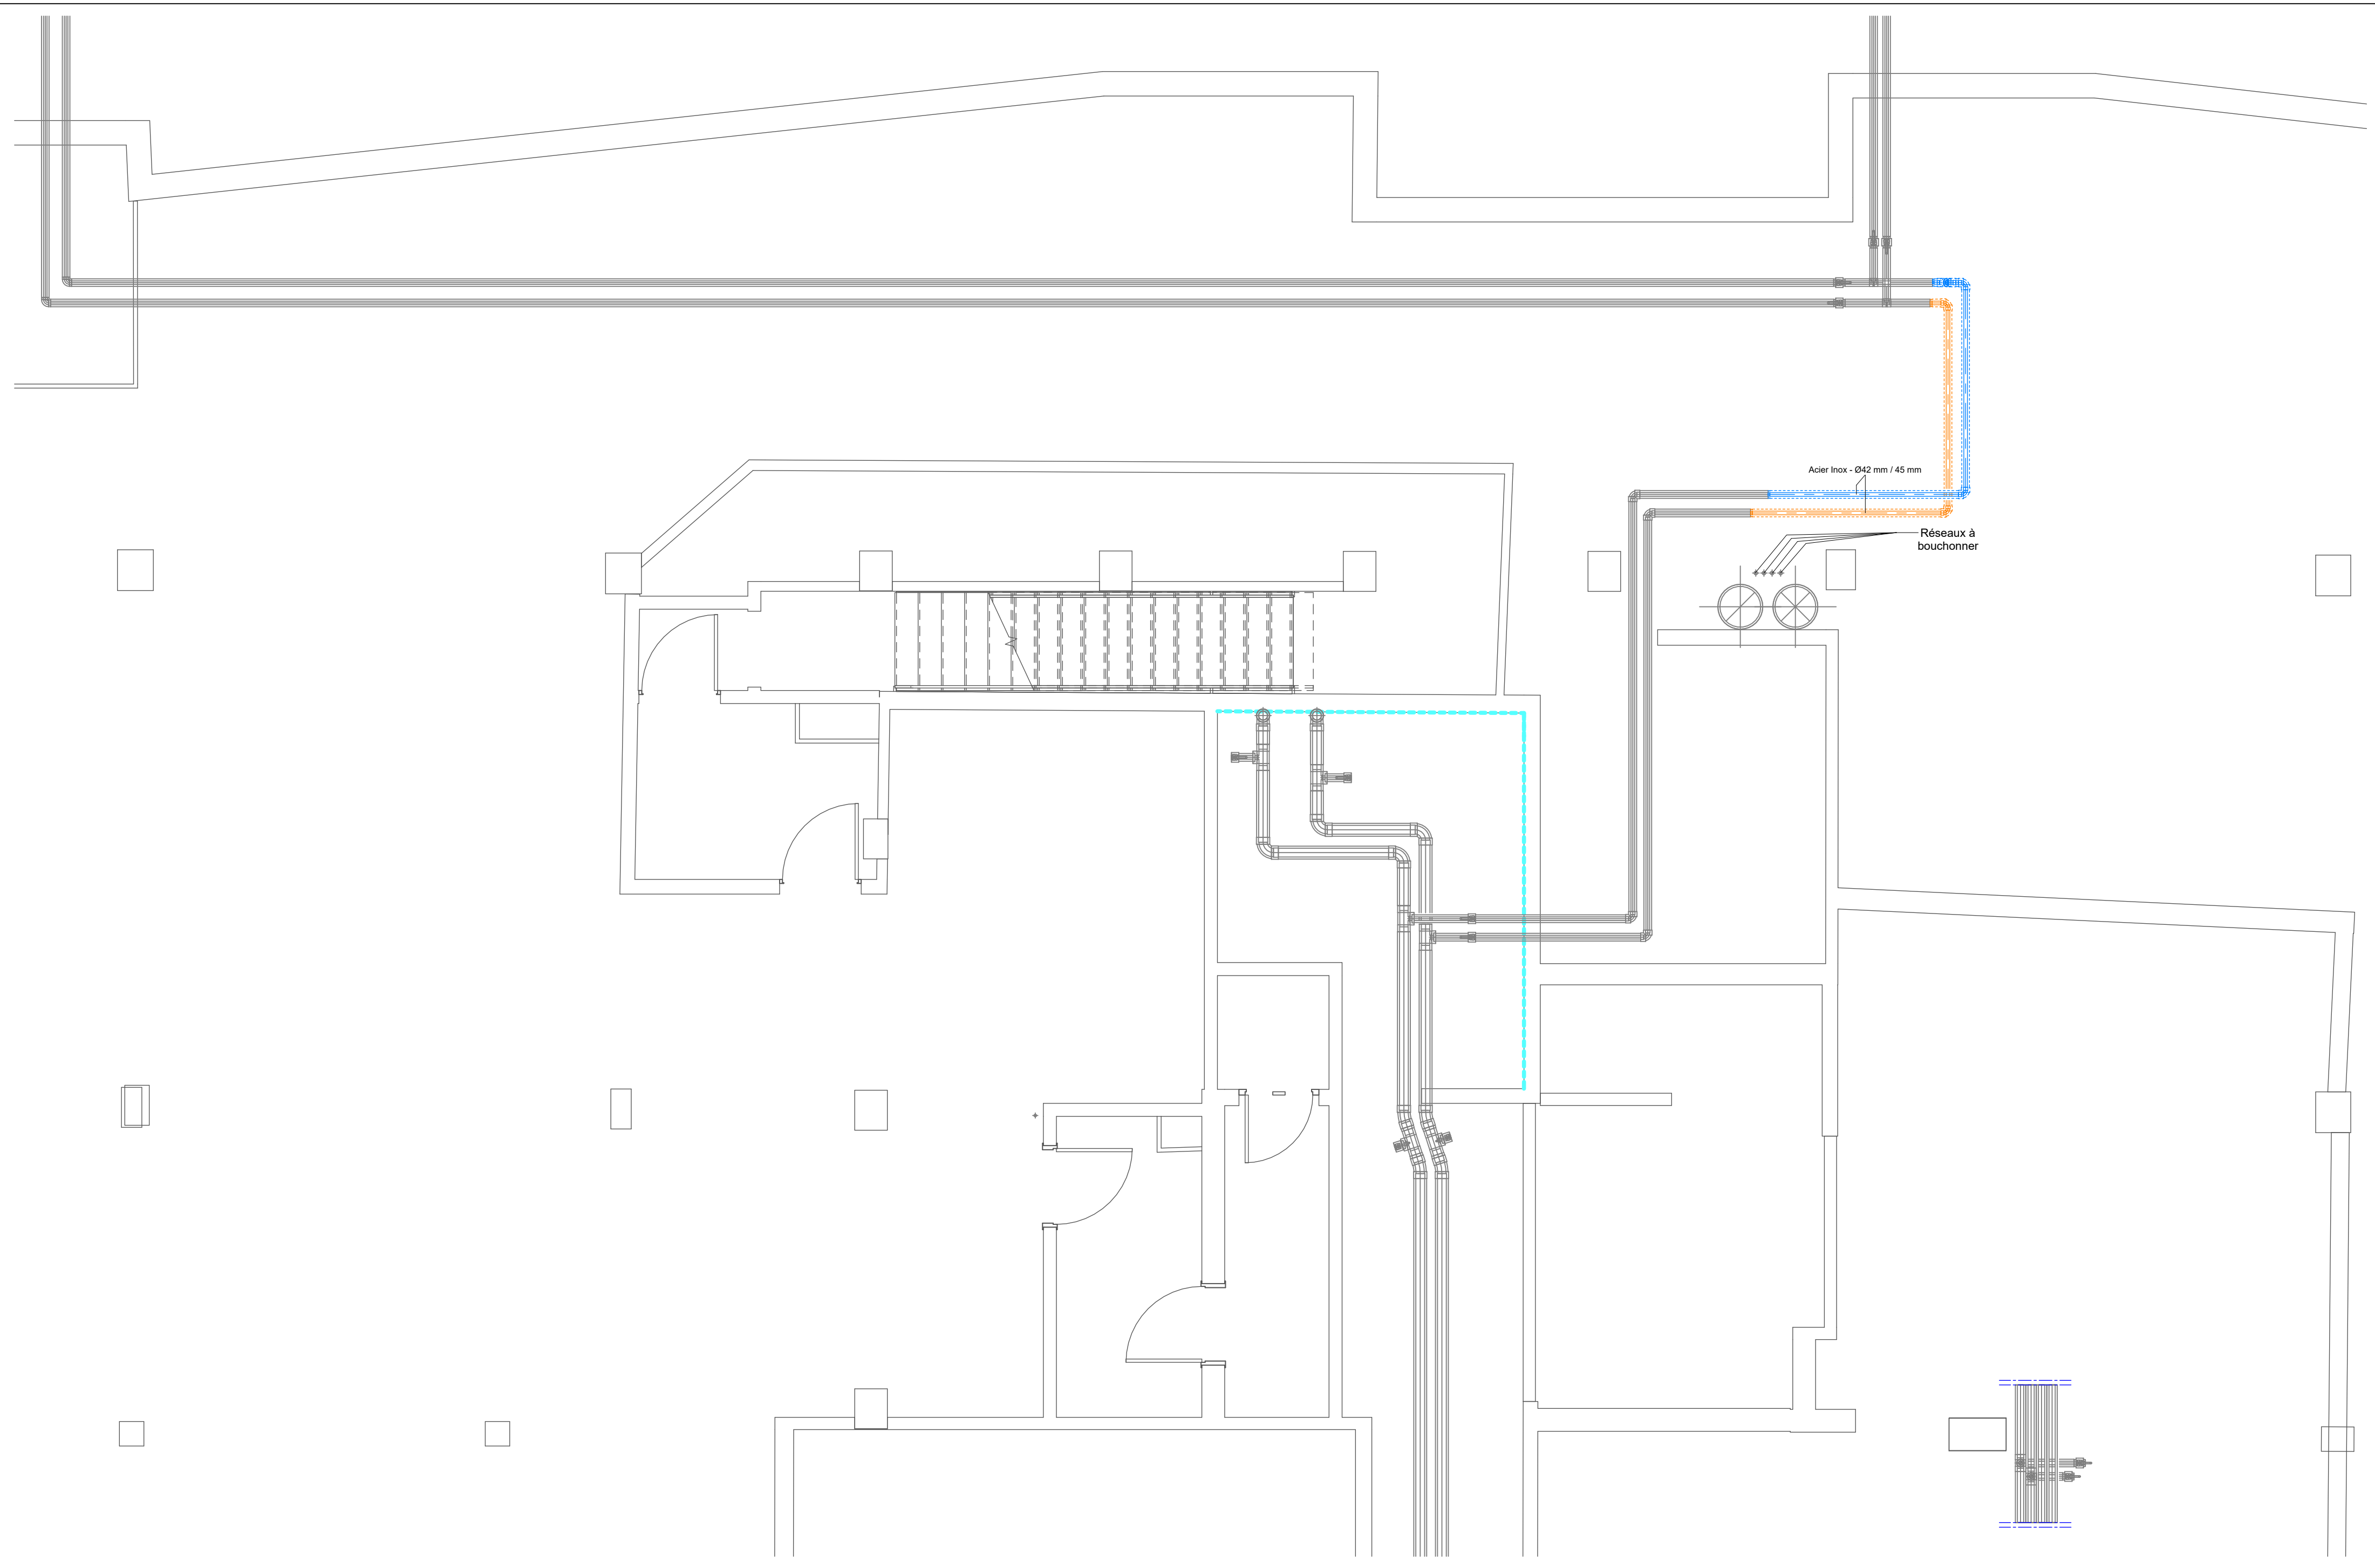 Acier Inox - Ø42 mm / 45 mm
Réseaux à
bouchonner